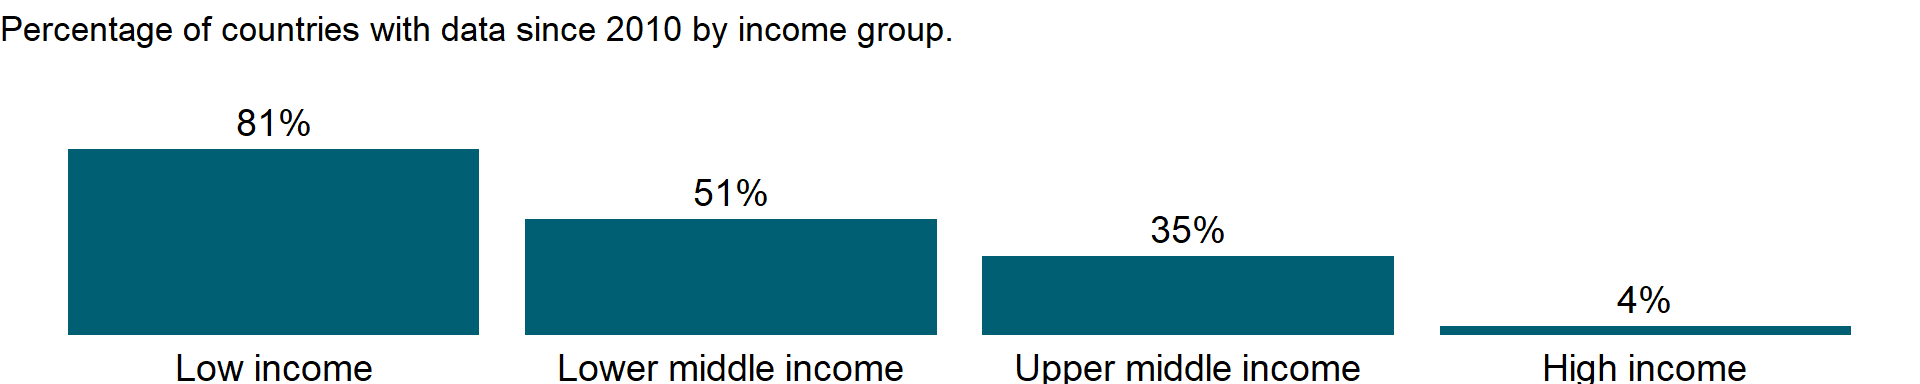 Percentage of countries with data since 2010 by income group.
81%
51%
35%
4%
Low income
Lower middle income
Upper middle income
High income